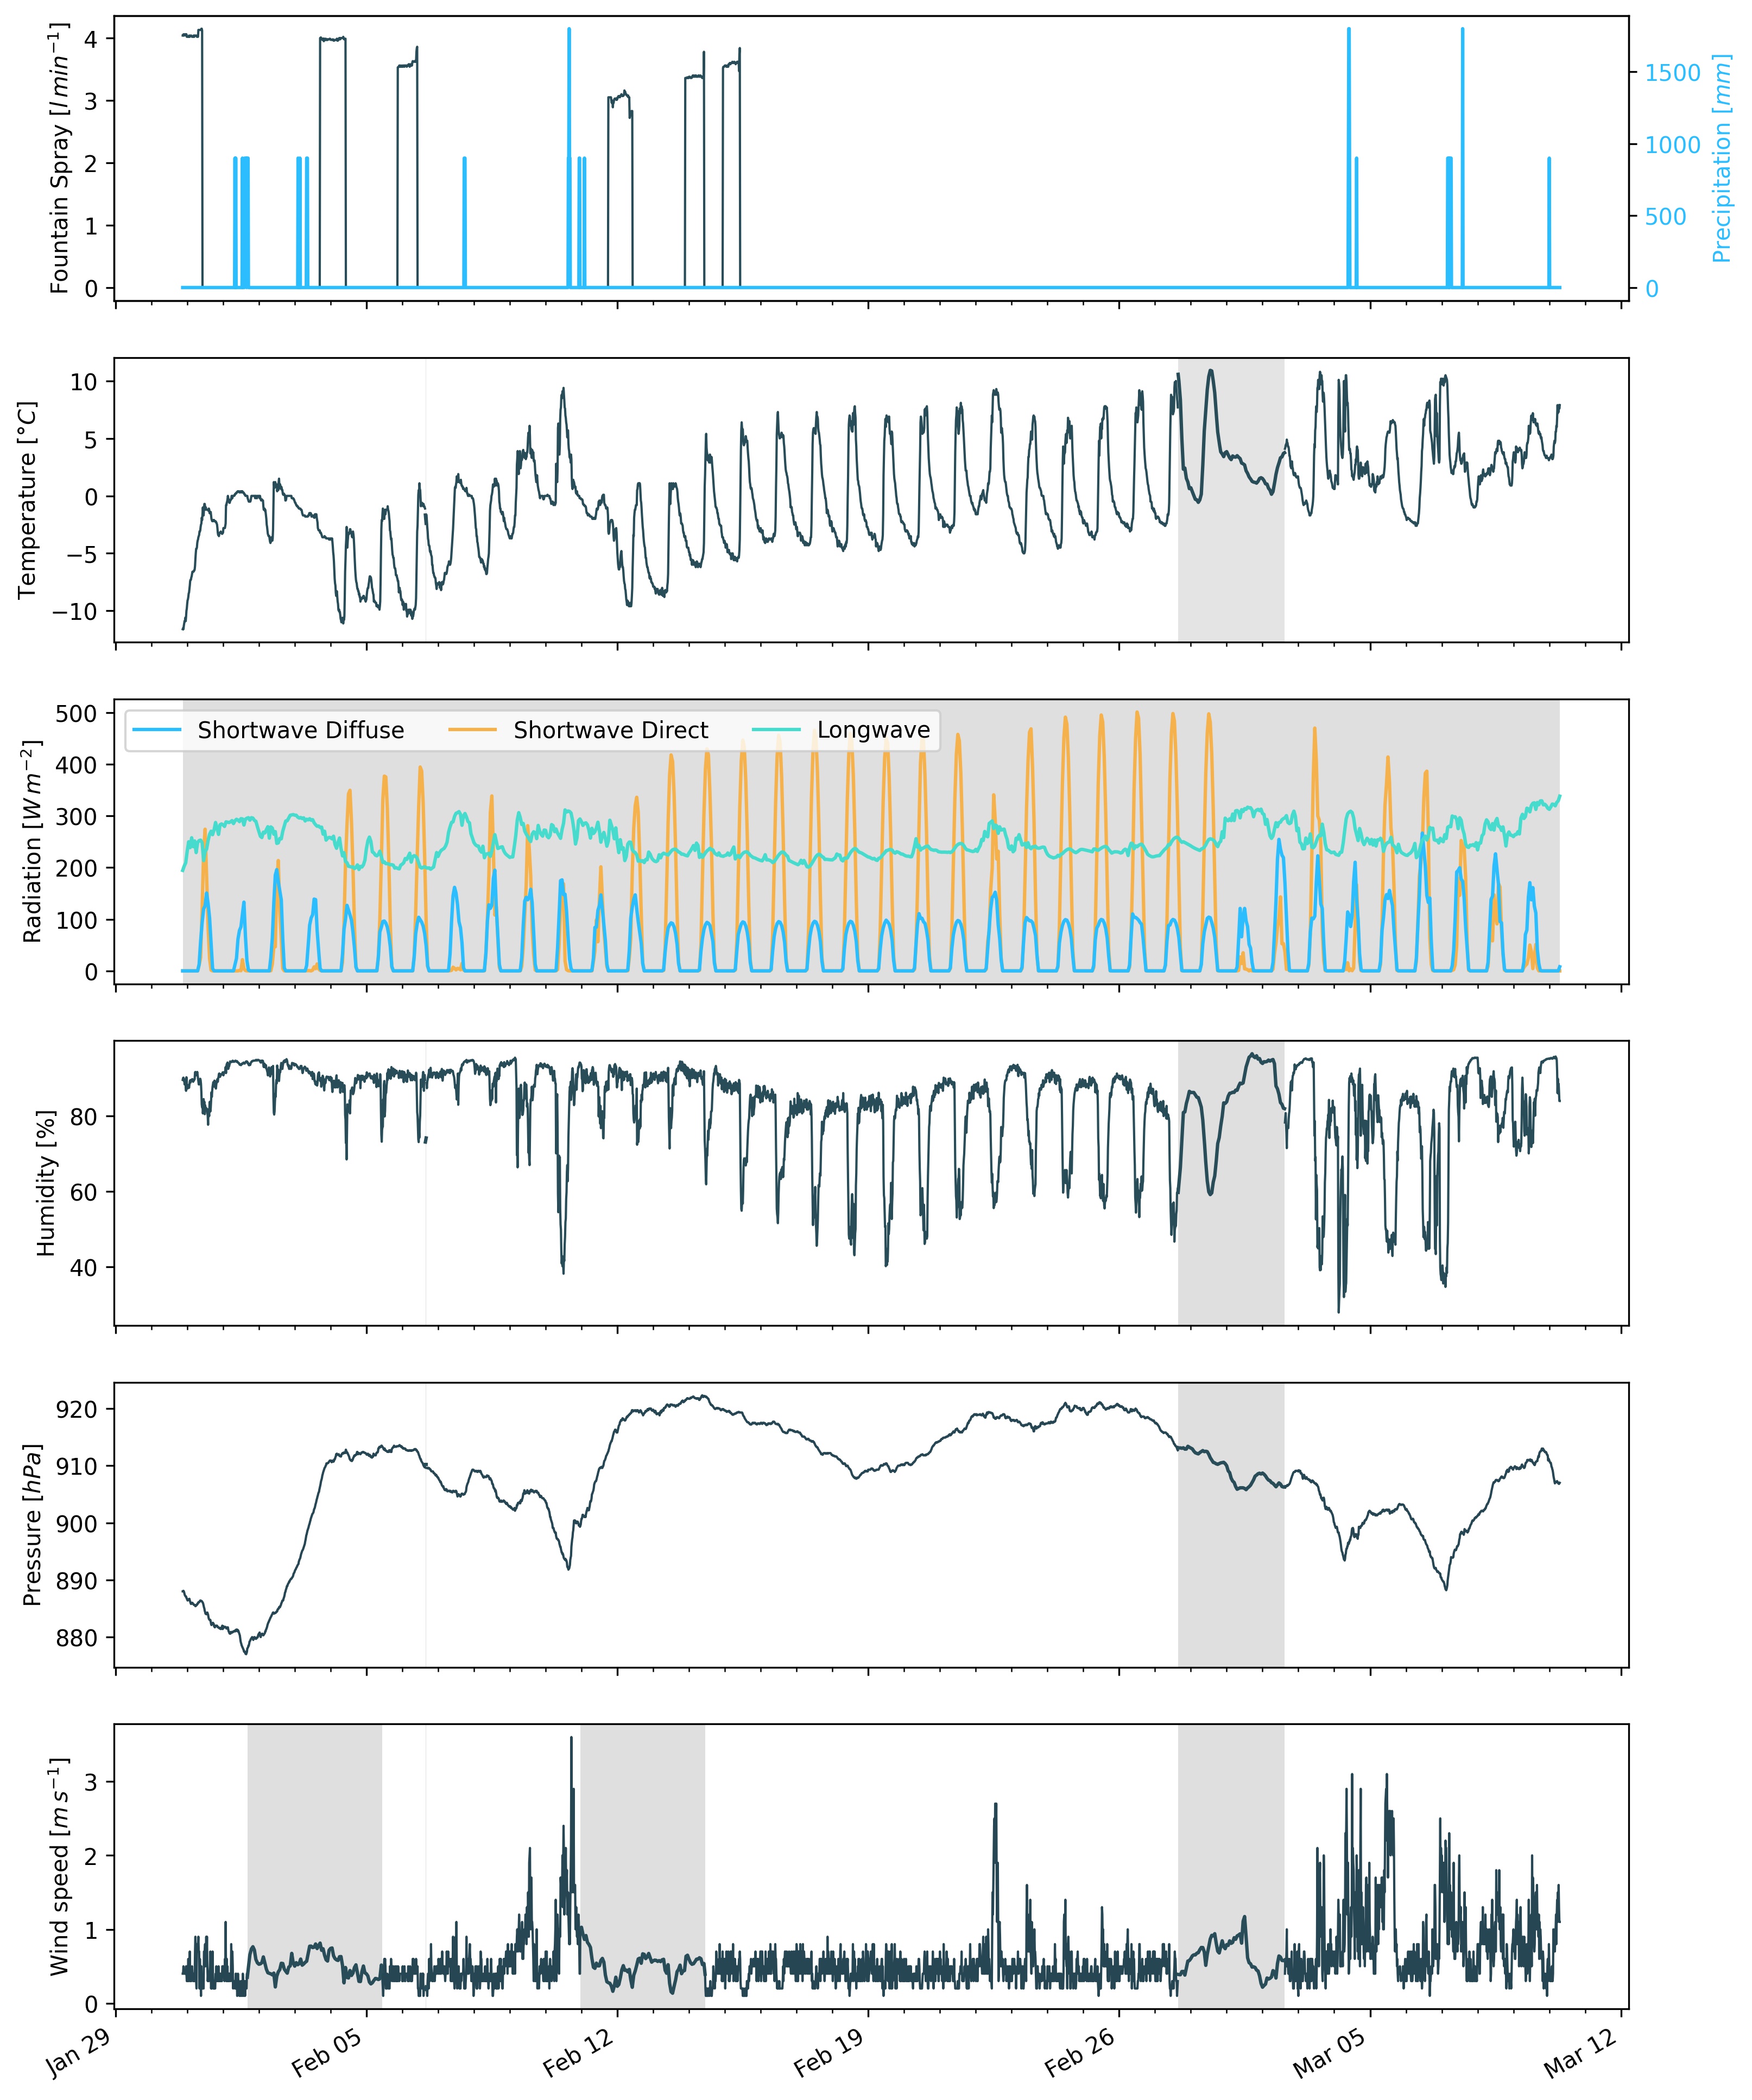 Fountain Spray [l min⁻¹]
4
3
2
1
0
1500
1000
500
0
Precipitation [mm]
Temperature [°C]
10
5
0
−5
−10
Radiation [W m⁻²]
500
400
300
200
100
0
Shortwave Diffuse
Shortwave Direct
Longwave
Humidity [%]
80
60
40
Pressure [hPa]
920
910
900
890
880
Wind speed [m s⁻¹]
3
2
1
0
Jan 29
Feb 05
Feb 12
Feb 19
Feb 26
Mar 05
Mar 12